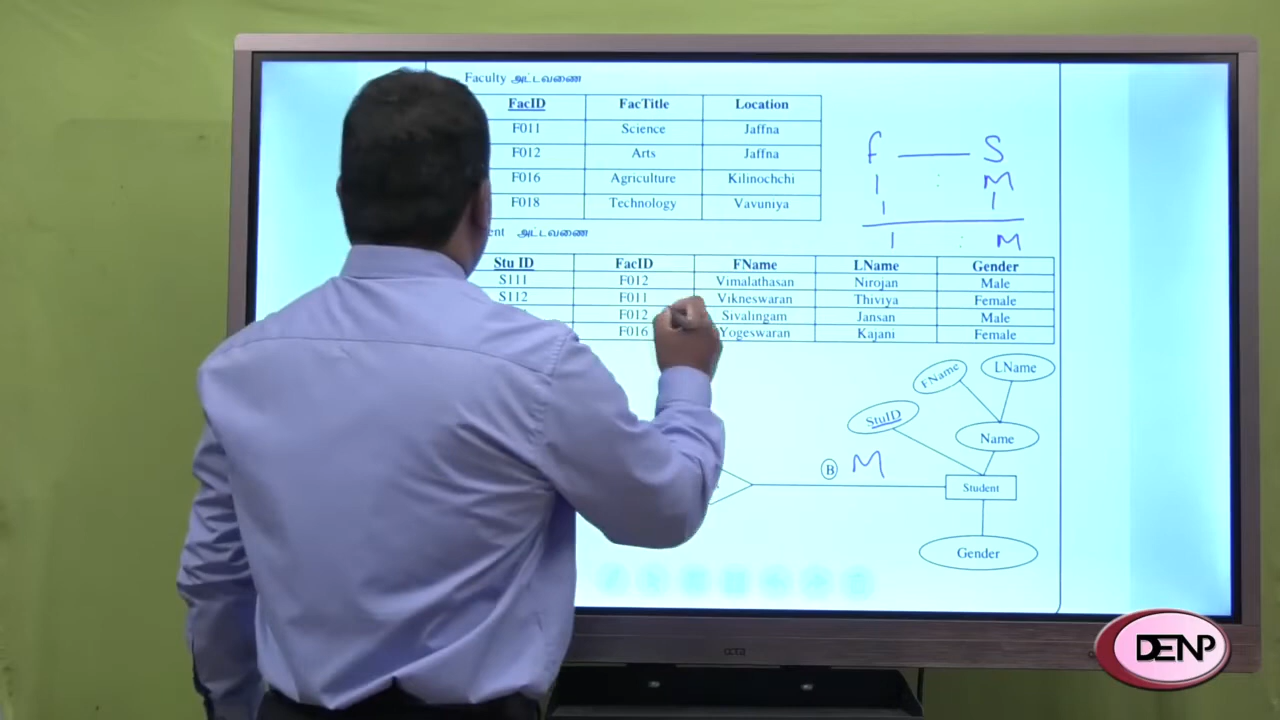 Faculty அட்டவணை
FacID FacTitle Location
F011 Science Jaffna
F012 Arts Jaffna
F016 Agriculture Kilinochchi
F018 Technology Vavuniya
f — S
1 : M
1 1
1 : M
அட்டவணை
Stu ID FacID FName LName Gender
S111 F012 Vimalathasan Nirojan Male
S112 F011 Vikneswaran Thiviya Female
F012 Sivalingam Jansan Male
F016 Yogeswaran Kajani Female
FName LName
StuID
Name
B M
Student
Gender
DENP